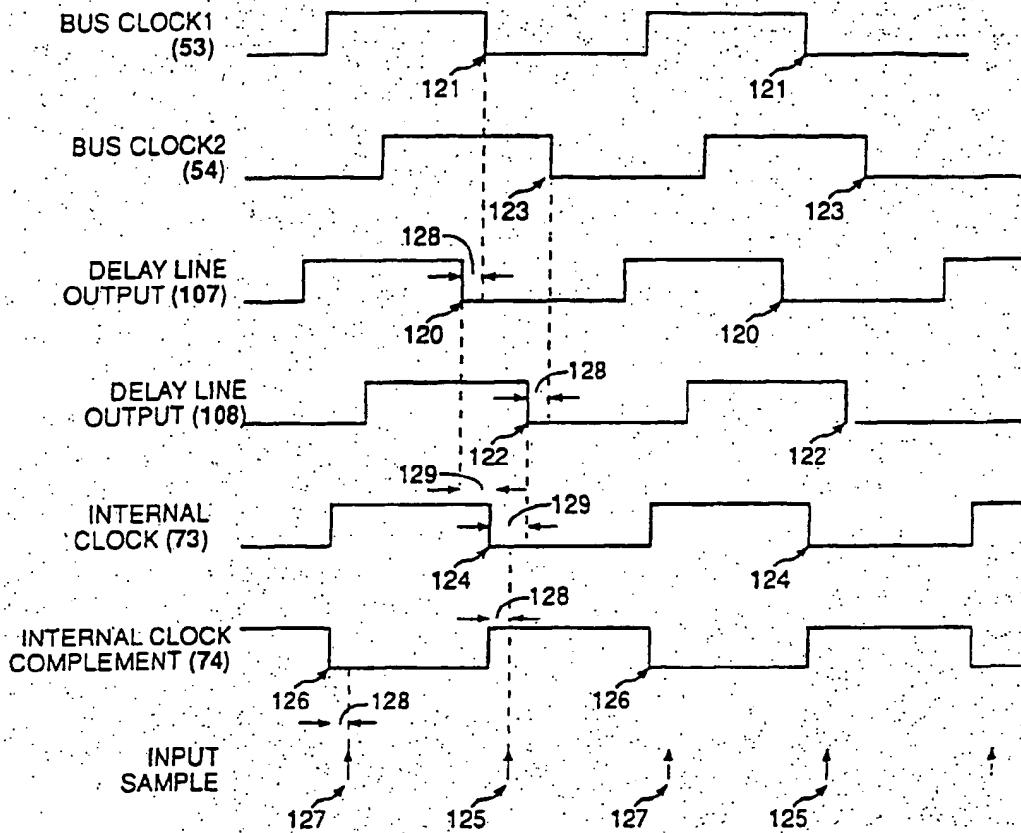 BUS CLOCK1
(53)
121
121
BUS CLOCK2
(54)
123
123
128
DELAY LINE
OUTPUT (107)
120
120
128
DELAY LINE
OUTPUT (108)
122
122
129
129
INTERNAL
CLOCK (73)
124
124
128
INTERNAL CLOCK
COMPLEMENT (74)
126
126
128
INPUT
SAMPLE
127
125
127
125